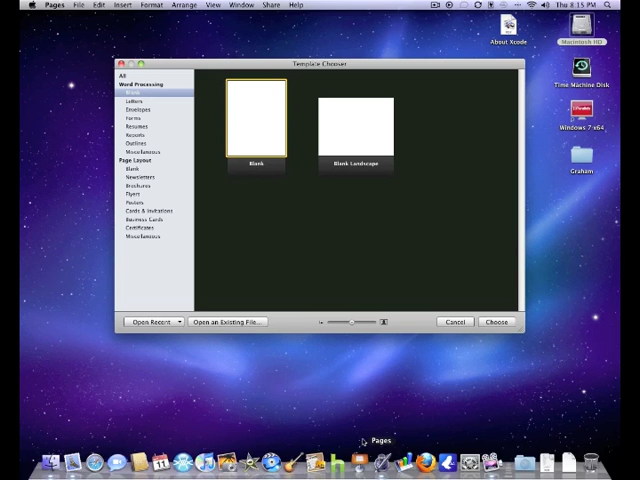 Pages File Edit Insert Format Arrange View Window Share Help Thu 8:15 PM
About Xcode
Macintosh HD
Time Machine Disk
Windows 7 x64
Graham
Template Chooser
All
Word Processing
Blank
Letters
Envelopes
Forms
Resumes
Reports
Outlines
Miscellaneous
Page Layout
Blank
Newsletters
Brochures
Flyers
Posters
Cards & Invitations
Business Cards
Certificates
Miscellaneous
Blank
Blank Landscape
Open Recent
Open an Existing File...
Cancel
Choose
Pages
11